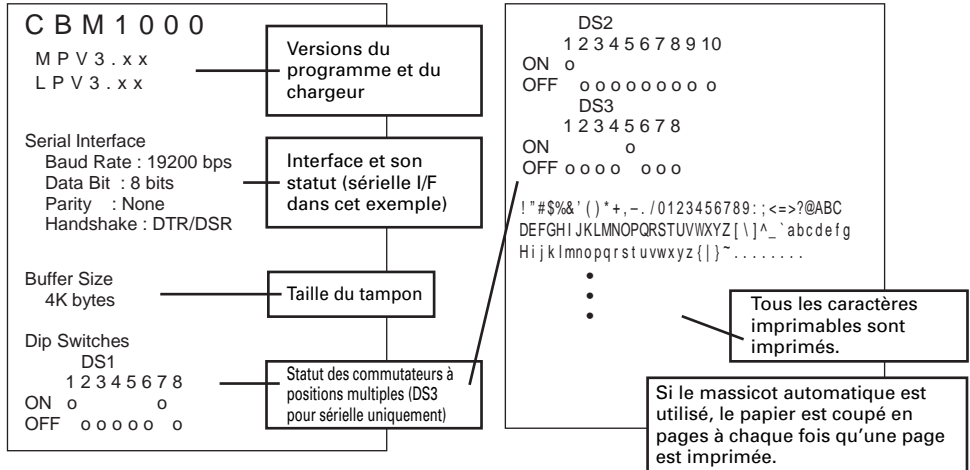 CBM1000
MPV3.xx
LPV3.xx
Versions du
programme et du
chargeur
Serial Interface
Baud Rate : 19200 bps
Data Bit : 8 bits
Parity : None
Handshake : DTR/DSR
Interface et son
statut (sérielle I/F
dans cet exemple)
Buffer Size
4K bytes
Taille du tampon
Dip Switches
DS1
1 2 3 4 5 6 7 8
ON o o
OFF o o o o o o
Statut des commutateurs à
positions multiples (DS3
pour sérielle uniquement)
DS2
1 2 3 4 5 6 7 8 9 10
ON o
OFF o o o o o o o o o
DS3
1 2 3 4 5 6 7 8
ON o
OFF o o o o o o o
!"#$%&'()*+,–./0123456789:;<=>?@ABC
DEFGHIJKLMNOPQRSTUVWXYZ[\]^_`abcdefg
Hijklmnopqrstuvwxyz{|}~........
•
•
•
Tous les caractères
imprimables sont
imprimés.
Si le massicot automatique est
utilisé, le papier est coupé en
pages à chaque fois qu'une page
est imprimée.